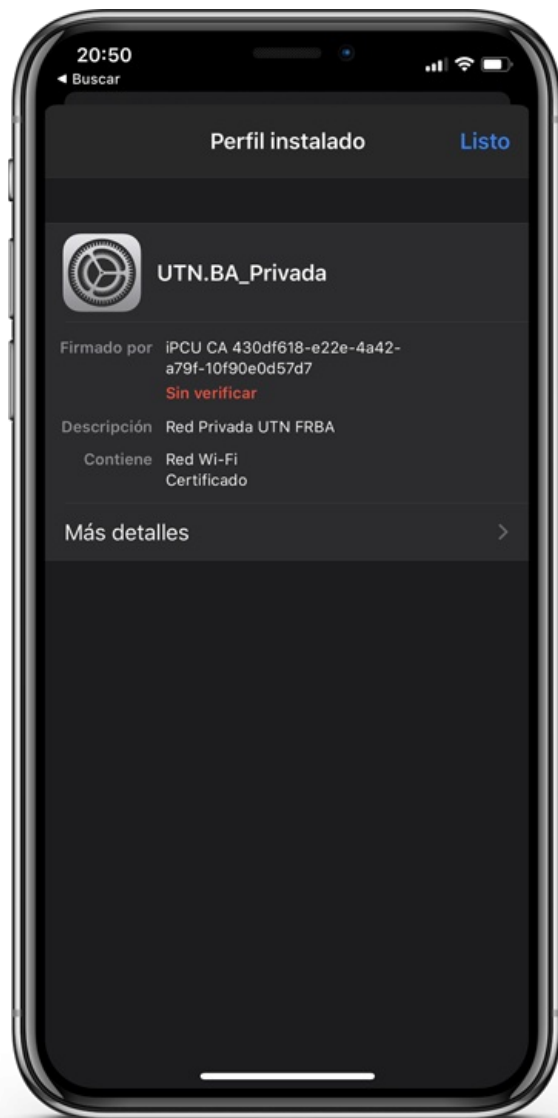 20:50
◀ Buscar
Perfil instalado
Listo
UTN.BA_Privada
Firmado por iPCU CA 430df618-e22e-4a42-
a79f-10f90e0d57d7
Sin verificar
Descripción Red Privada UTN FRBA
Contiene Red Wi-Fi
Certificado
Más detalles